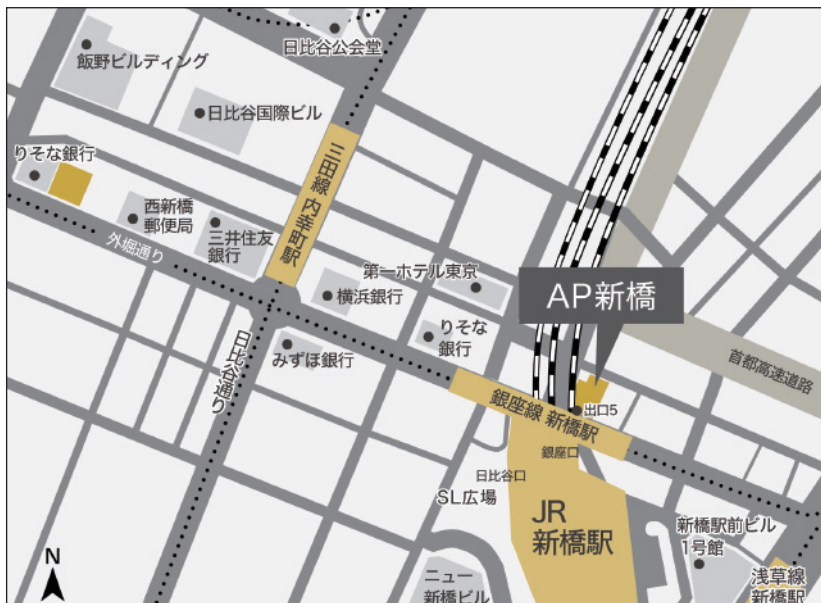 日比谷公会堂
飯野ビルディング
日比谷国際ビル
りそな銀行
三田線 内幸町駅
西新橋
郵便局
三井住友
銀行
外堀通り
第一ホテル東京
AP新橋
横浜銀行
りそな
銀行
みずほ銀行
首都高速道路
日比谷通り
銀座線 新橋駅
出口5
銀座口
日比谷口
SL広場
JR
新橋駅
新橋駅前ビル
1号館
N
ニュー
新橋ビル
浅草線
新橋駅